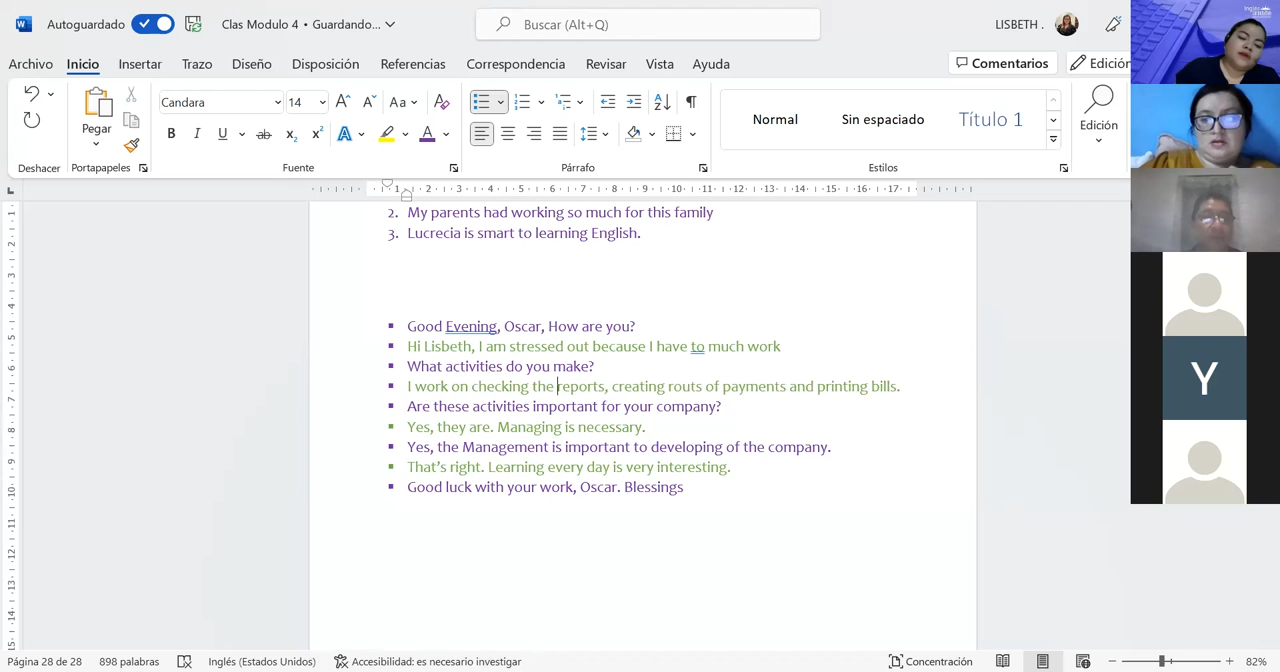 Autoguardado
Clas Modulo 4 • Guardando...
Buscar (Alt+Q)
LISBETH .
Archivo Inicio Insertar Trazo Diseño Disposición Referencias Correspondencia Revisar Vista Ayuda
Comentarios
Edición
Pegar
Candara
14
Aa
Normal
Sin espaciado
Título 1
Edición
Deshacer
Portapapeles
Fuente
Párrafo
Estilos
2. My parents had working so much for this family
3. Lucrecia is smart to learning English.
▪ Good Evening, Oscar, How are you?
▪ Hi Lisbeth, I am stressed out because I have to much work
▪ What activities do you make?
▪ I work on checking the reports, creating routs of payments and printing bills.
▪ Are these activities important for your company?
▪ Yes, they are. Managing is necessary.
▪ Yes, the Management is important to developing of the company.
▪ That's right. Learning every day is very interesting.
▪ Good luck with your work, Oscar. Blessings
Y
Página 28 de 28
898 palabras
Inglés (Estados Unidos)
Accesibilidad: es necesario investigar
Concentración
82%